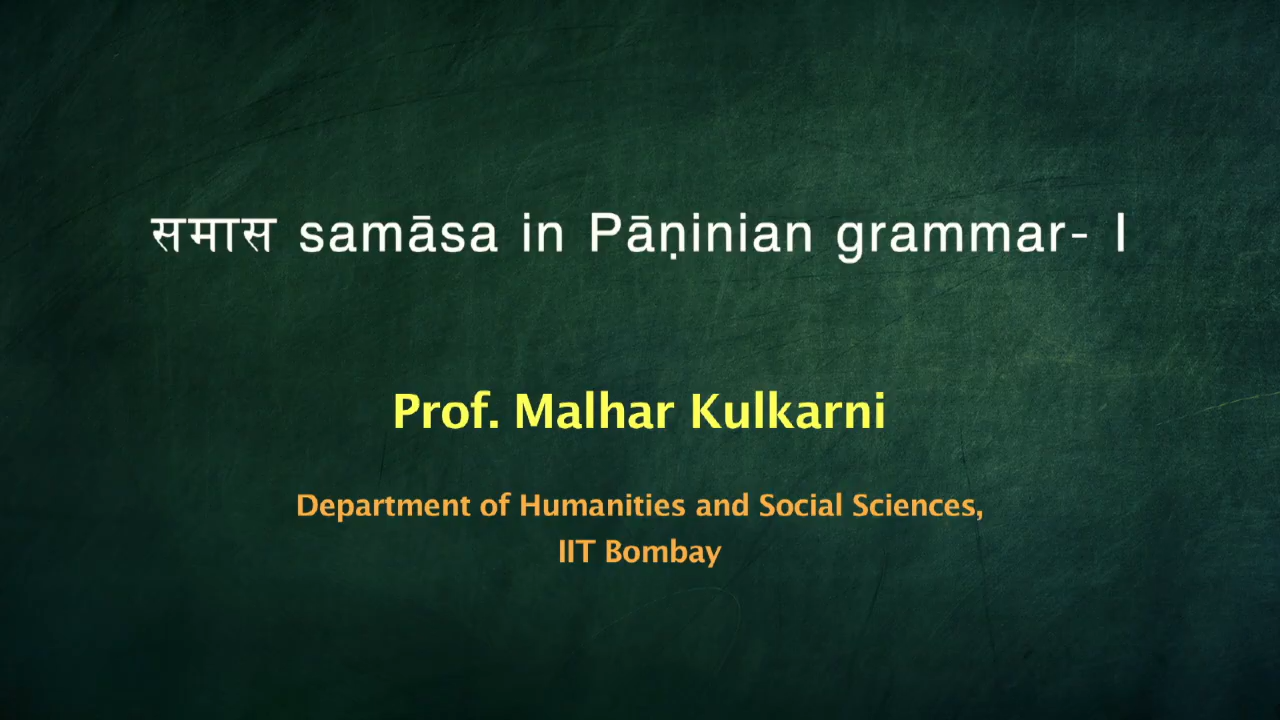 समास samāsa in Pāṇinian grammar- I
Prof. Malhar Kulkarni
Department of Humanities and Social Sciences,
IIT Bombay